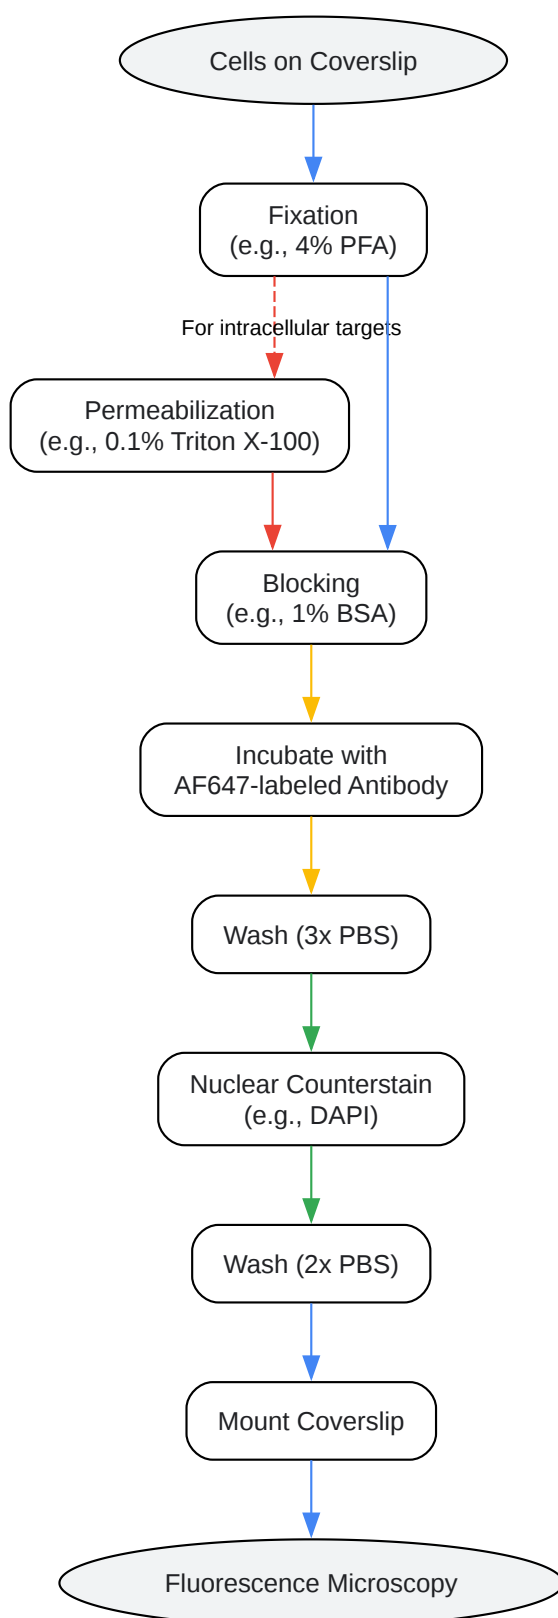 Cells on Coverslip
Fixation
(e.g., 4% PFA)
For intracellular targets
Permeabilization
(e.g., 0.1% Triton X-100)
Blocking
(e.g., 1% BSA)
Incubate with
AF647-labeled Antibody
Wash (3x PBS)
Nuclear Counterstain
(e.g., DAPI)
Wash (2x PBS)
Mount Coverslip
Fluorescence Microscopy